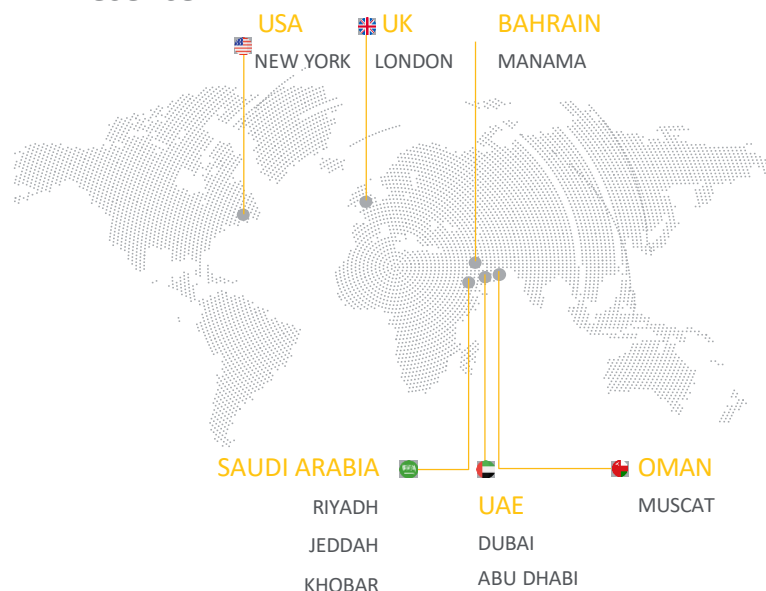 USA
NEW YORK
UK
LONDON
BAHRAIN
MANAMA
SAUDI ARABIA
RIYADH
JEDDAH
KHOBAR
UAE
DUBAI
ABU DHABI
OMAN
MUSCAT